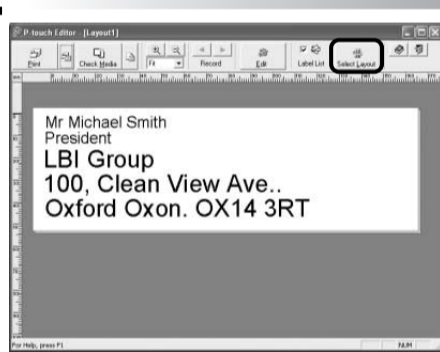 P-touch Editor - [Layout1]
Print Check Media Fit Record Edit Label List Select Layout
Mr Michael Smith
President
LBI Group
100, Clean View Ave..
Oxford Oxon. OX14 3RT
For Help, press F1 NUM